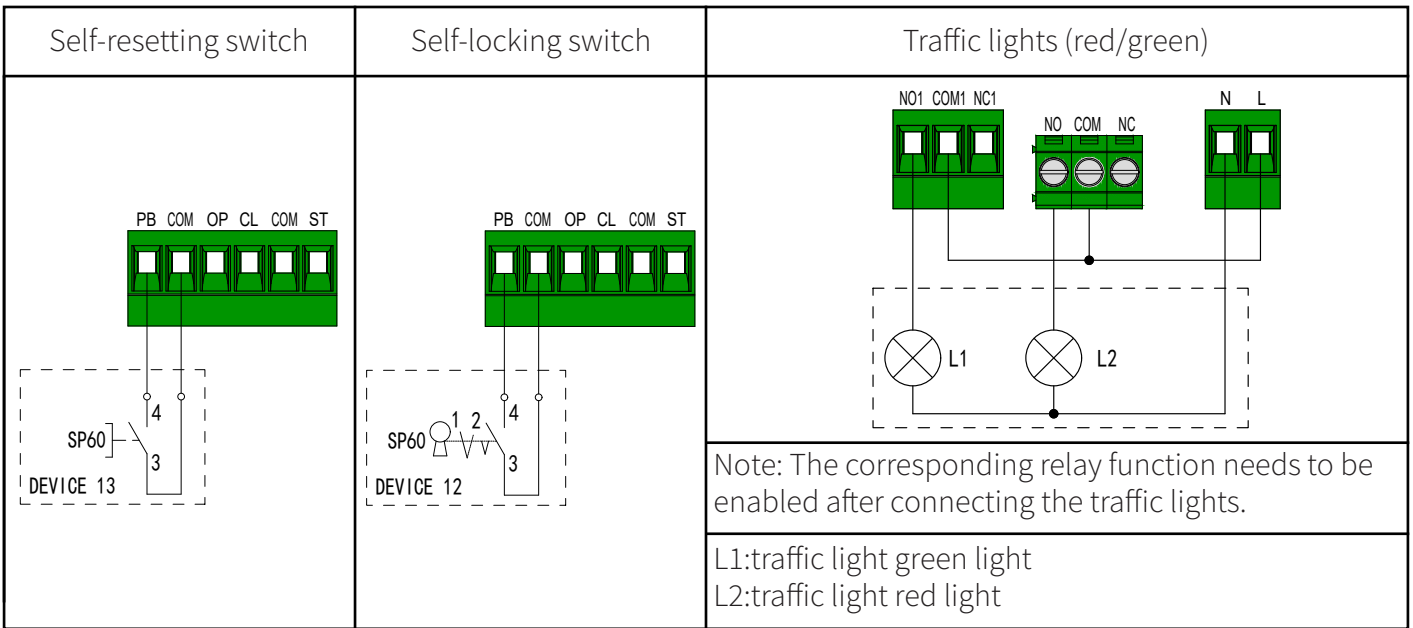 Self-resetting switch
Self-locking switch
Traffic lights (red/green)
PB COM OP CL COM ST
4
SP60
3
DEVICE 13
PB COM OP CL COM ST
1 2 4
SP60
3
DEVICE 12
NO1 COM1 NC1
NO COM NC
N L
L1
L2
Note: The corresponding relay function needs to be
enabled after connecting the traffic lights.
L1:traffic light green light
L2:traffic light red light